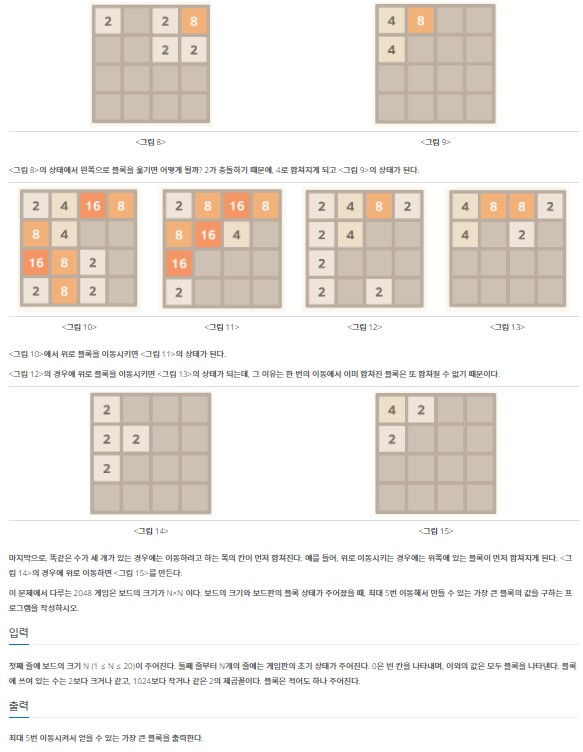 2 2 8
2 2
4 8
4
<그림 8>
<그림 9>
<그림 8>의 상태에서 왼쪽으로 블록을 옮기면 어떻게 될까? 2가 충돌하기 때문에, 4로 합쳐지게 되고 <그림 9>의 상태가 된다.
2 4 16 8
8 4
16 8 2
2 8 2
2 8 16 8
8 16 4
16
2
2 4 8 2
2 4
2
2 2
4 8 8 2
4 2
<그림 10>
<그림 11>
<그림 12>
<그림 13>
<그림 10>에서 위로 블록을 이동시키면 <그림 11>의 상태가 된다.
<그림 12>의 경우에 위로 블록을 이동시키면 <그림 13>의 상태가 되는데, 그 이유는 한 번의 이동에서 이미 합쳐진 블록은 또 합쳐질 수 없기 때문이다.
2
2 2
2
4 2
2
<그림 14>
<그림 15>
마지막으로, 똑같은 수가 세 개가 있는 경우에는 이동하려고 하는 쪽의 칸이 먼저 합쳐진다. 예를 들어, 위로 이동시키는 경우에는 위쪽에 있는 블록이 먼저 합쳐지게 된다. <그
림 14>의 경우에 위로 이동하면 <그림 15>를 만든다.
이 문제에서 다루는 2048 게임은 보드의 크기가 N×N 이다. 보드의 크기와 보드판의 블록 상태가 주어졌을 때, 최대 5번 이동해서 만들 수 있는 가장 큰 블록의 값을 구하는 프
로그램을 작성하시오.
입력
첫째 줄에 보드의 크기 N (1 ≤ N ≤ 20)이 주어진다. 둘째 줄부터 N개의 줄에는 게임판의 초기 상태가 주어진다. 0은 빈 칸을 나타내며, 이외의 값은 모두 블록을 나타낸다. 블록
에 쓰여 있는 수는 2보다 크거나 같고, 1024보다 작거나 같은 2의 제곱꼴이다. 블록은 적어도 하나 주어진다.
출력
최대 5번 이동시켜서 얻을 수 있는 가장 큰 블록을 출력한다.